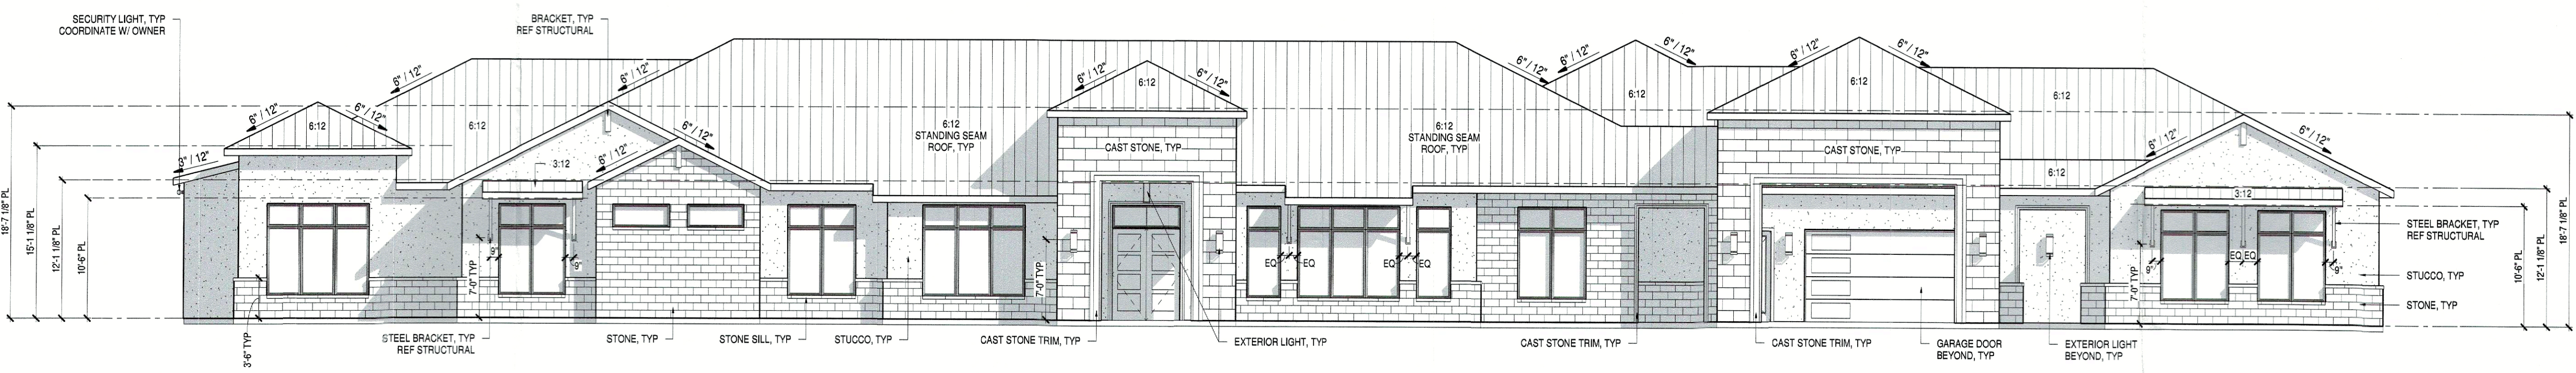 SECURITY LIGHT, TYP
COORDINATE W/ OWNER
BRACKET, TYP
REF STRUCTURAL
6" / 12"
6" / 12"
6" / 12"
6" / 12"
6" / 12"
6" / 12"
6" / 12"
6" / 12"
6" / 12"
6" / 12"
6:12
6:12
6:12
6:12
6:12
6" / 12"
6" / 12"
6:12
STANDING SEAM
ROOF, TYP
6:12
STANDING SEAM
ROOF, TYP
6" / 12"
6" / 12"
6" / 12"
6" / 12"
3" / 12"
3:12
6" / 12"
CAST STONE, TYP
CAST STONE, TYP
6:12
3:12
18'-7 1/8" PL
15'-1 1/8" PL
12'-1 1/8" PL
10'-6" PL
9"
9"
7'-0" TYP
7'-0" TYP
EQ
EQ
EQ
EQ
7'-0" TYP
9"
EQ
EQ
9"
STEEL BRACKET, TYP
REF STRUCTURAL
STUCCO, TYP
STONE, TYP
10'-6" PL
12'-1 1/8" PL
18'-7 1/8" PL
3'-6" TYP
STEEL BRACKET, TYP
REF STRUCTURAL
STONE, TYP
STONE SILL, TYP
STUCCO, TYP
CAST STONE TRIM, TYP
EXTERIOR LIGHT, TYP
CAST STONE TRIM, TYP
CAST STONE TRIM, TYP
GARAGE DOOR
BEYOND, TYP
EXTERIOR LIGHT
BEYOND, TYP